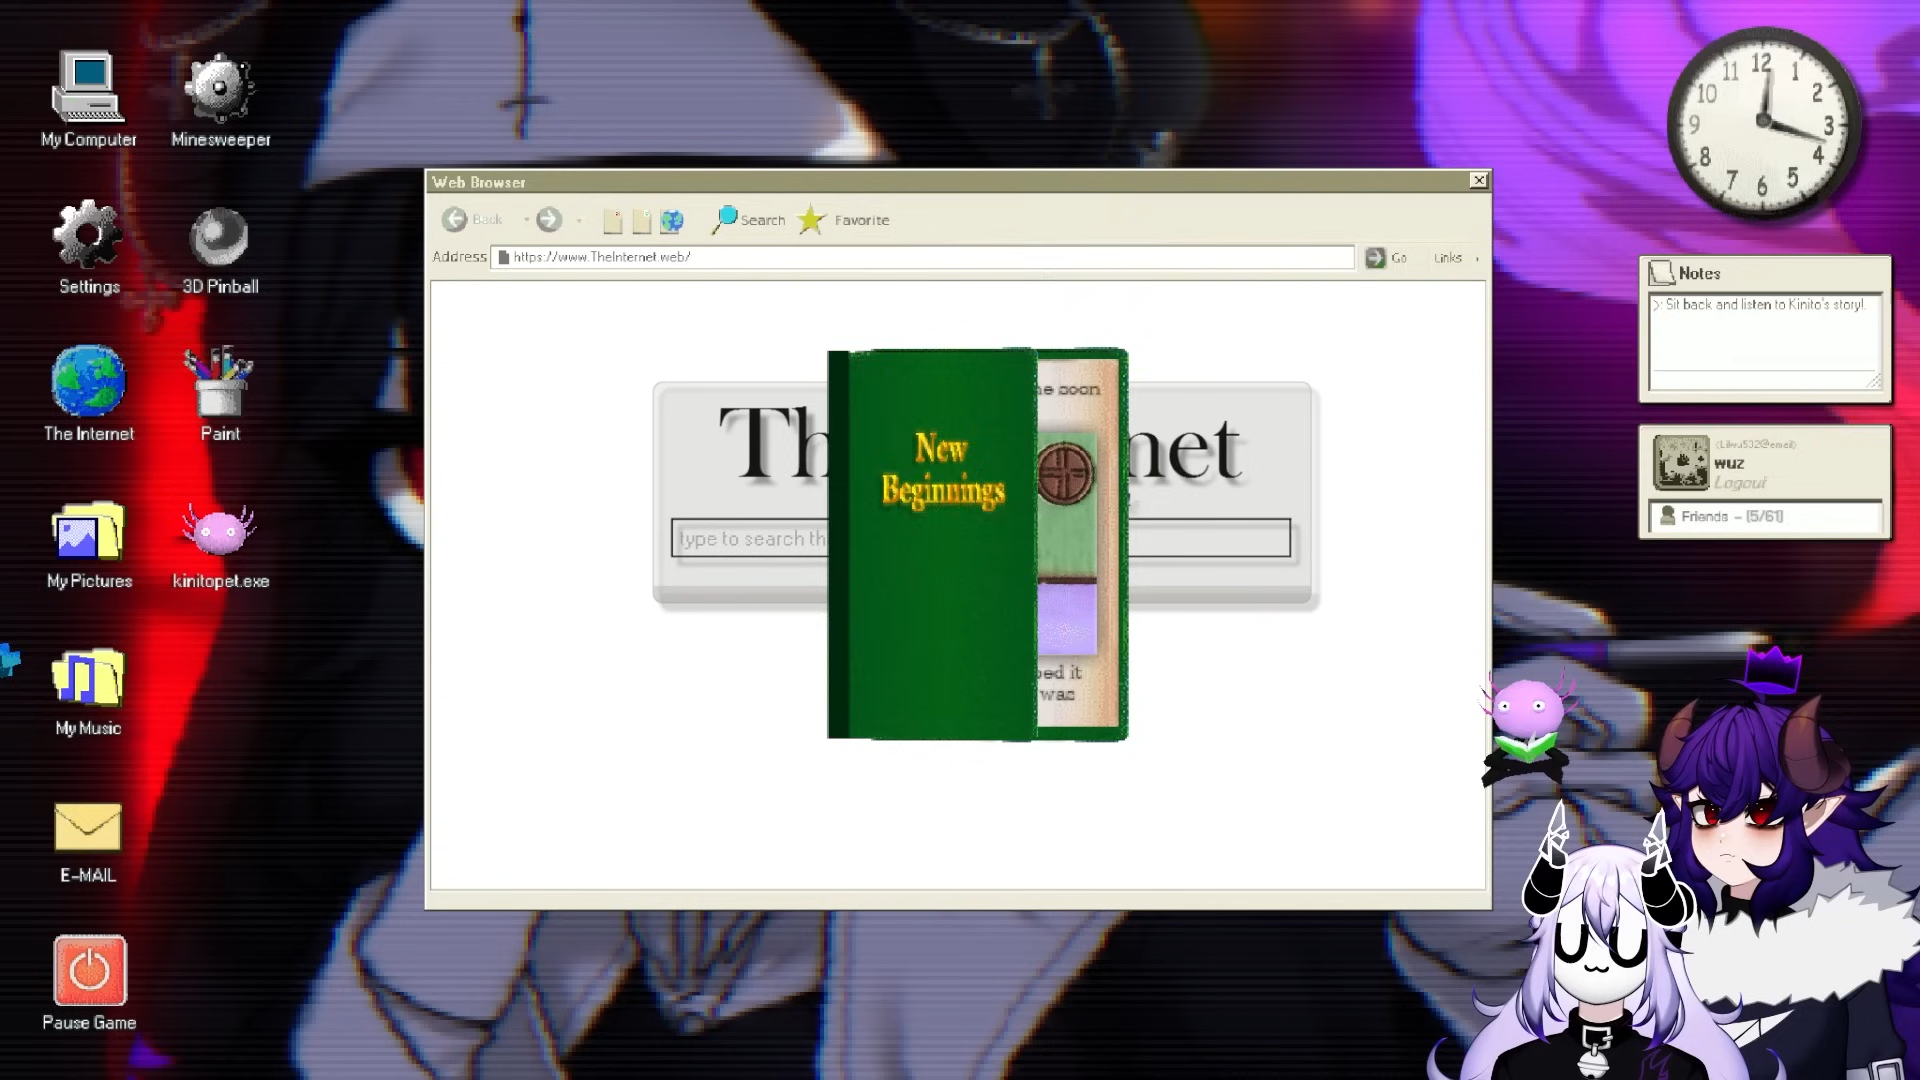 My Computer
Minesweeper
Settings
3D Pinball
The Internet
Paint
My Pictures
kinitopet.exe
My Music
E-MAIL
Pause Game
Web Browser
Back
Search
Favorite
Address
https://www.TheInternet.web/
Go
Links
Th
net
type to search th
New
Beginnings
soon
it
was
12
1
2
3
4
5
6
7
8
9
10
11
Notes
>: Sit back and listen to Kinito's story!.
(Lilwu532@email)
wuz
Logout
Friends - (5/61)